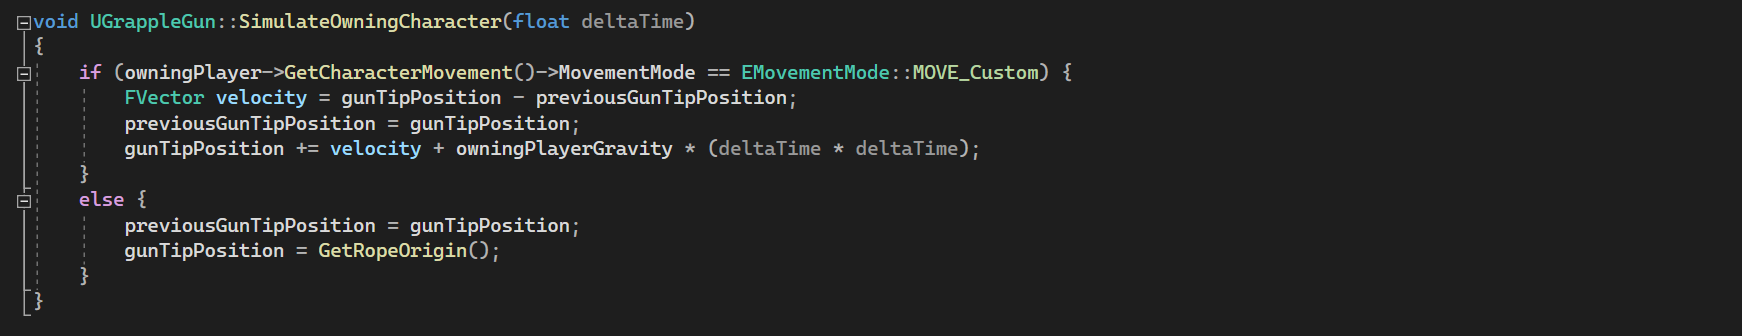 void UGrappleGun::SimulateOwningCharacter(float deltaTime)
{
    if (owningPlayer->GetCharacterMovement()->MovementMode == EMovementMode::MOVE_Custom) {
        FVector velocity = gunTipPosition - previousGunTipPosition;
        previousGunTipPosition = gunTipPosition;
        gunTipPosition += velocity + owningPlayerGravity * (deltaTime * deltaTime);
    }
    else {
        previousGunTipPosition = gunTipPosition;
        gunTipPosition = GetRopeOrigin();
    }
}